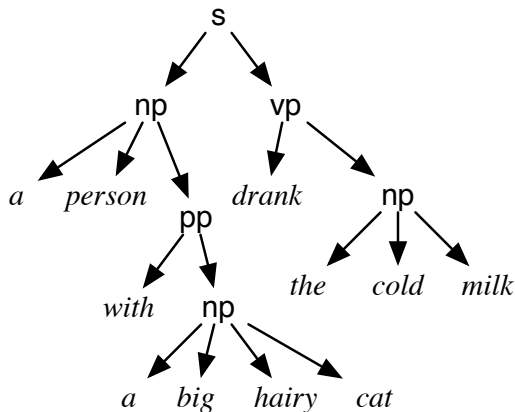 s
np vp
a person drank
np
pp
the cold milk
with
np
a big hairy cat